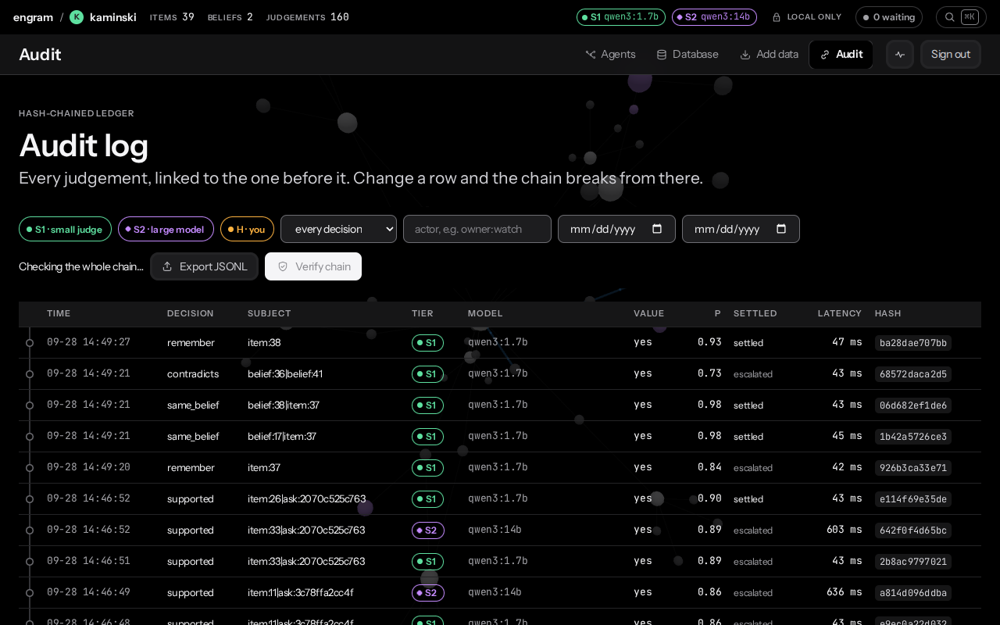 engram / K kaminski ITEMS 39 BELIEFS 2 JUDGEMENTS 160 S1 qwen3:1.7b S2 qwen3:14b LOCAL ONLY 0 waiting ⌘K
Audit Agents Database Add data Audit Sign out
HASH-CHAINED LEDGER
Audit log
Every judgement, linked to the one before it. Change a row and the chain breaks from there.
S1 · small judge S2 · large model H · you every decision actor, e.g. owner:watch mm/dd/yyyy mm/dd/yyyy
Checking the whole chain… Export JSONL Verify chain
TIME DECISION SUBJECT TIER MODEL VALUE P SETTLED LATENCY HASH
09-28 14:49:27 remember item:38 S1 qwen3:1.7b yes 0.93 settled 47 ms ba28dae707bb
09-28 14:49:21 contradicts belief:36|belief:41 S1 qwen3:1.7b yes 0.73 escalated 43 ms 68572daca2d5
09-28 14:49:21 same_belief belief:38|item:37 S1 qwen3:1.7b yes 0.98 settled 43 ms 06d682ef1de6
09-28 14:49:21 same_belief belief:17|item:37 S1 qwen3:1.7b yes 0.98 settled 45 ms 1b42a5726ce3
09-28 14:49:20 remember item:37 S1 qwen3:1.7b yes 0.84 escalated 42 ms 926b3ca33e71
09-28 14:46:52 supported item:26|ask:2070c525c763 S1 qwen3:1.7b yes 0.90 settled 43 ms e114f69e35de
09-28 14:46:52 supported item:33|ask:2070c525c763 S2 qwen3:14b yes 0.89 escalated 603 ms 642f0f4d65bc
09-28 14:46:51 supported item:33|ask:2070c525c763 S1 qwen3:1.7b yes 0.89 escalated 43 ms 2b8ac9797021
09-28 14:46:49 supported item:11|ask:3c78ffa2cc4f S2 qwen3:14b yes 0.86 escalated 636 ms a814d096ddba
09-28 14:46:48 supported item:11|ask:3c78ffa2cc4f S1 qwen3:1.7b yes 0.86 escalated 43 ms e9ec0a22d032